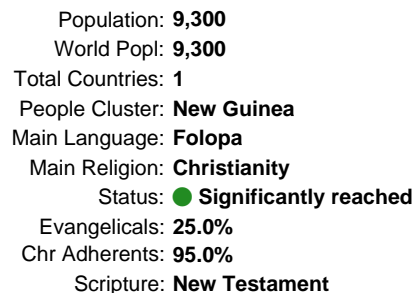 Population: 9,300
World Popl: 9,300
Total Countries: 1
People Cluster: New Guinea
Main Language: Folopa
Main Religion: Christianity
Status: Significantly reached
Evangelicals: 25.0%
Chr Adherents: 95.0%
Scripture: New Testament